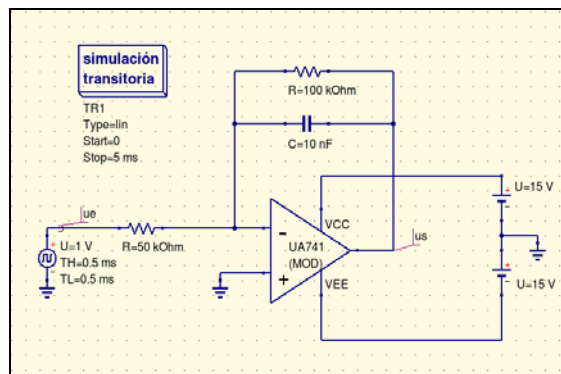 simulación
transitoria
TR1
Type=lin
Start=0
Stop=5 ms
R=100 kOhm
C=10 nF
ue
R=50 kOhm
U=1 V
TH=0.5 ms
TL=0.5 ms
−
+
VCC
UA741
(MOD)
VEE
us
U=15 V
U=15 V